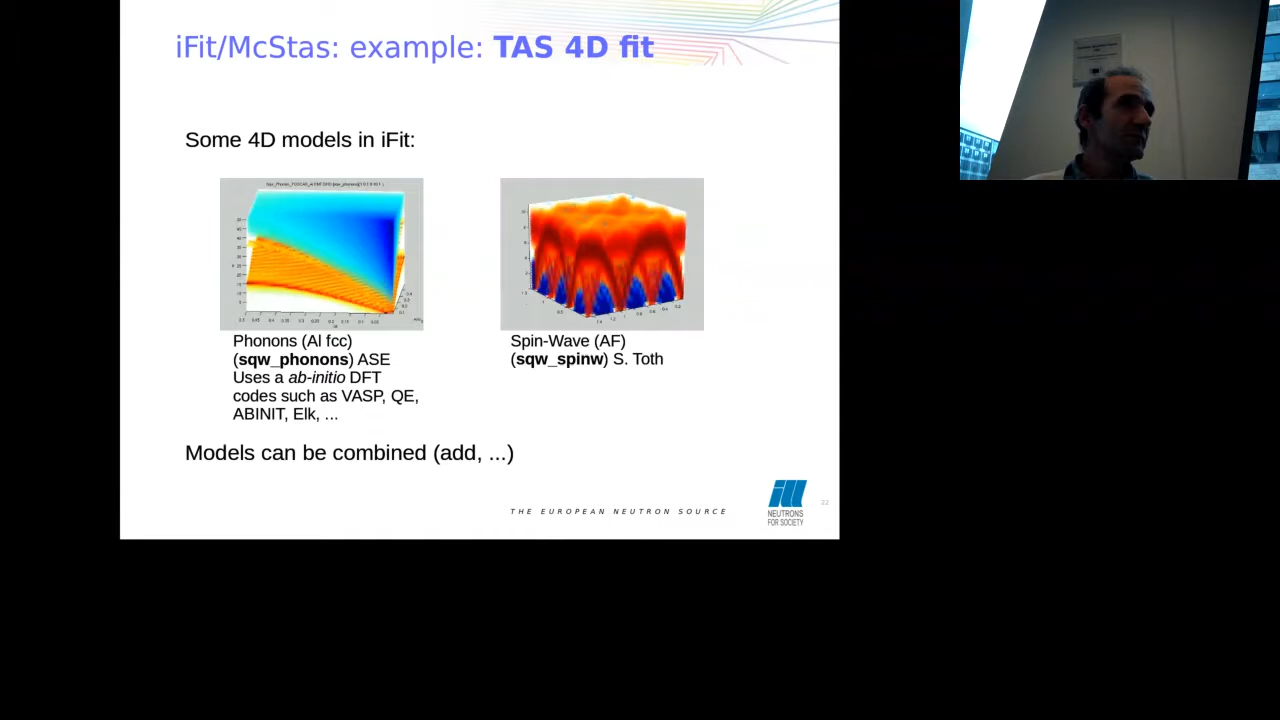 iFit/McStas: example: TAS 4D fit
Some 4D models in iFit:
Phonons (Al fcc)
(sqw_phonons) ASE
Uses a ab-initio DFT
codes such as VASP, QE,
ABINIT, Elk, ...
Spin-Wave (AF)
(sqw_spinw) S. Toth
Models can be combined (add, ...)
THE EUROPEAN NEUTRON SOURCE
ill
NEUTRONS
FOR SOCIETY
22